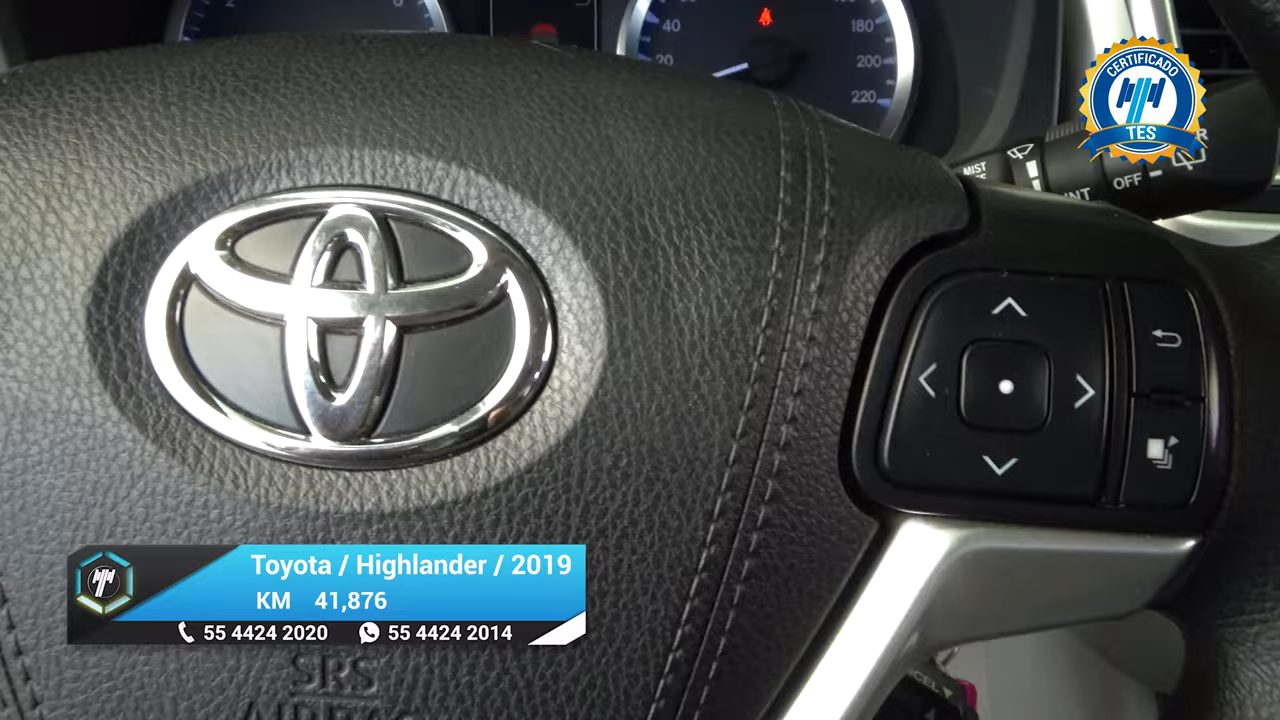 40
20
180
200
220
CERTIFICADO
TES
MIST
OFF
Toyota / Highlander / 2019
KM 41,876
55 4424 2020 55 4424 2014
SRS